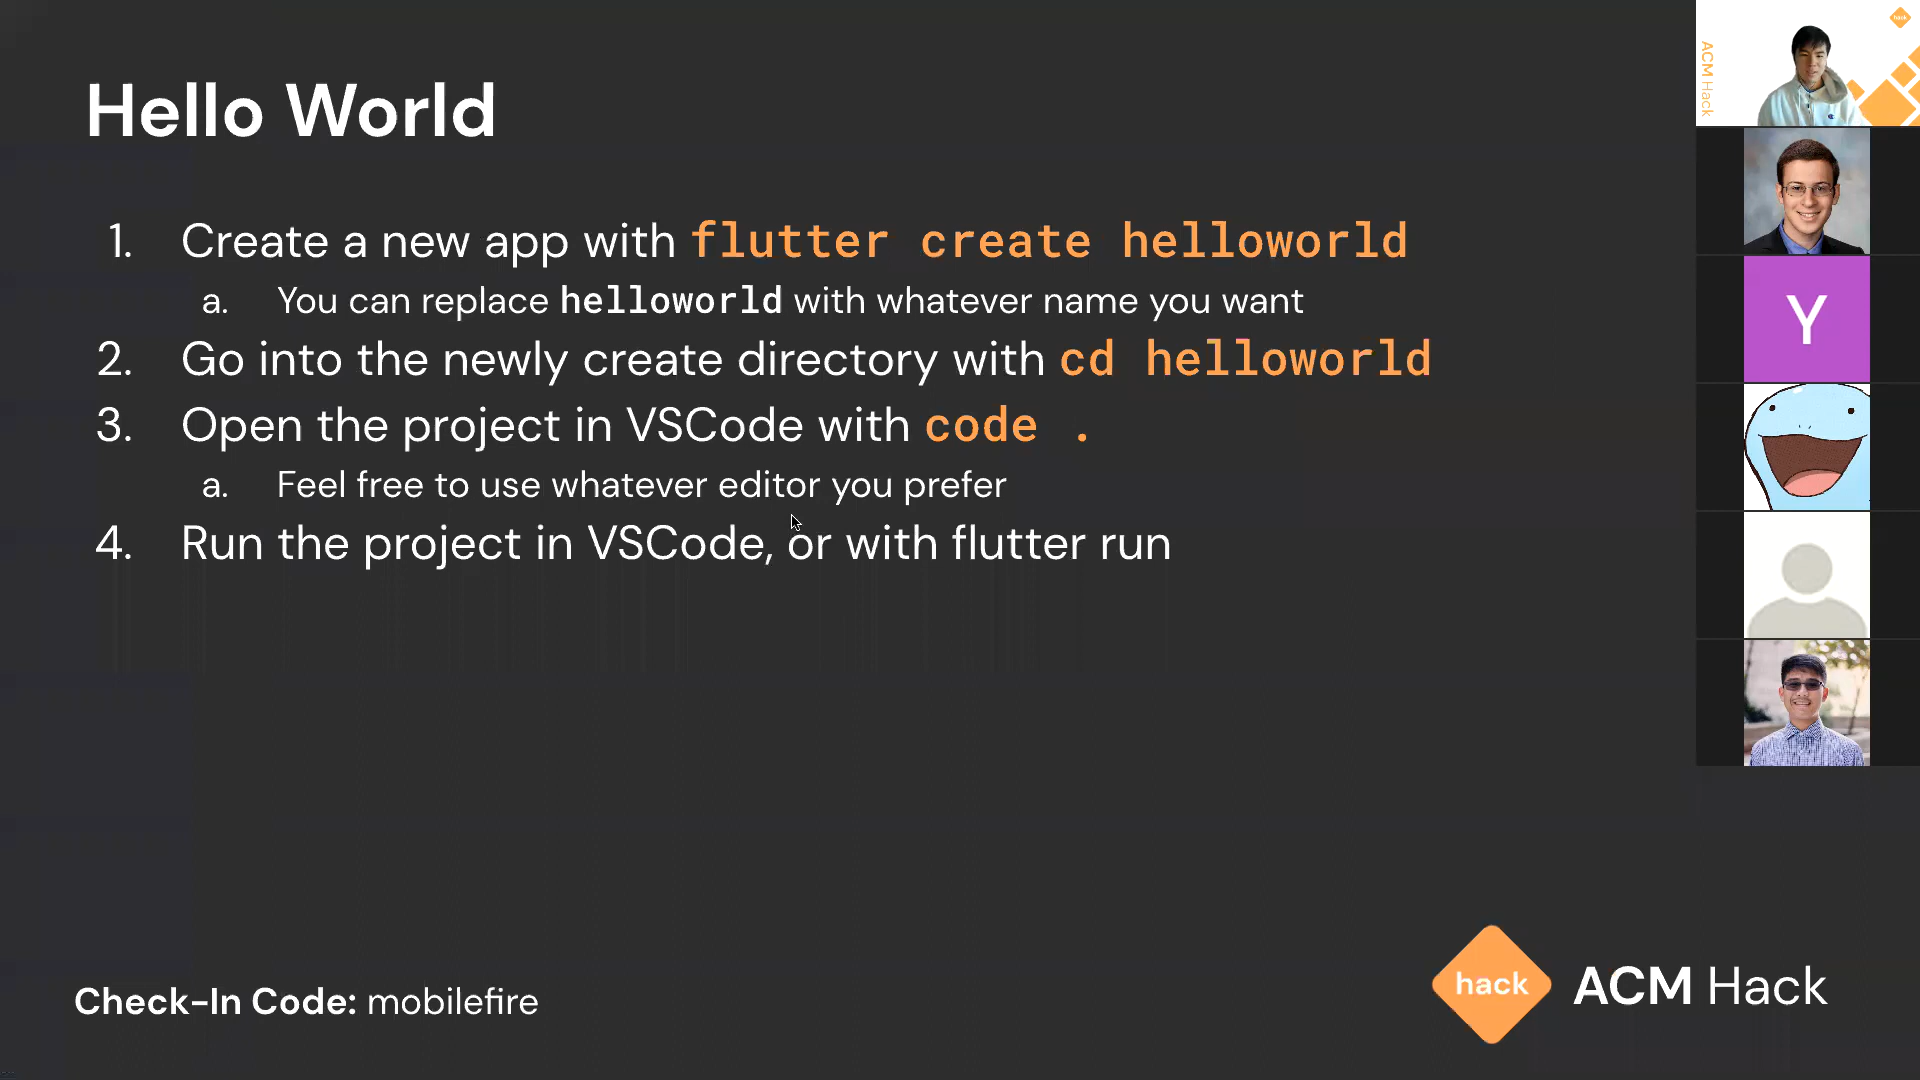 Hello World
1. Create a new app with flutter create helloworld
a. You can replace helloworld with whatever name you want
2. Go into the newly create directory with cd helloworld
3. Open the project in VSCode with code .
a. Feel free to use whatever editor you prefer
4. Run the project in VSCode, or with flutter run
Check-In Code: mobilefire
hack
ACM Hack
ACM Hack
hack
Y